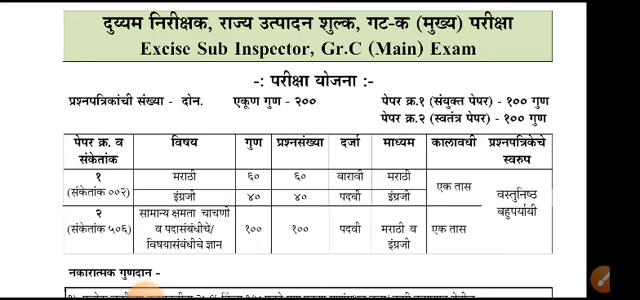 दुय्यम निरीक्षक, राज्य उत्पादन शुल्क, गट-क (मुख्य) परीक्षा
Excise Sub Inspector, Gr.C (Main) Exam
-: परीक्षा योजना :-
प्रश्नपत्रिकांची संख्या - दोन. एकूण गुण - २०० पेपर क्र.१ (संयुक्त पेपर) - १०० गुण
पेपर क्र.२ (स्वतंत्र पेपर) - १०० गुण
पेपर क्र. व संकेतांक विषय गुण प्रश्नसंख्या दर्जा माध्यम कालावधी प्रश्नपत्रिकेचे स्वरुप
१ मराठी ६० ६० बारावी मराठी एक तास वस्तुनिष्ठ बहुपर्यायी
(संकेतांक ००२) इंग्रजी ४० ४० पदवी इंग्रजी
२ सामान्य क्षमता चाचणी
(संकेतांक ५०६) व पदासंबंधीचे/ १०० १०० पदवी मराठी व एक तास
विषयासंबंधीचे ज्ञान इंग्रजी
नकारात्मक गुणदान -